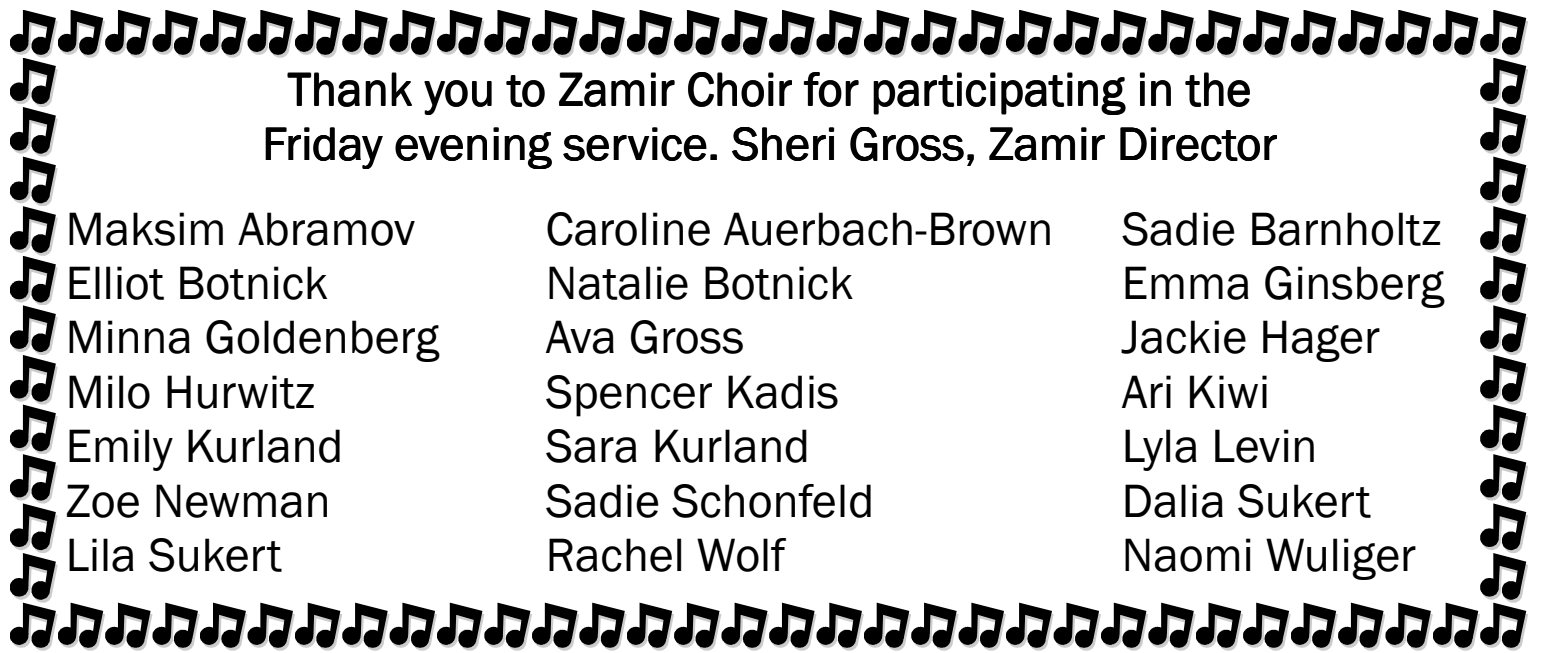 Thank you to Zamir Choir for participating in the
Friday evening service. Sheri Gross, Zamir Director
Maksim Abramov Caroline Auerbach-Brown Sadie Barnholtz
Elliot Botnick Natalie Botnick Emma Ginsberg
Minna Goldenberg Ava Gross Jackie Hager
Milo Hurwitz Spencer Kadis Ari Kiwi
Emily Kurland Sara Kurland Lyla Levin
Zoe Newman Sadie Schonfeld Dalia Sukert
Lila Sukert Rachel Wolf Naomi Wuliger